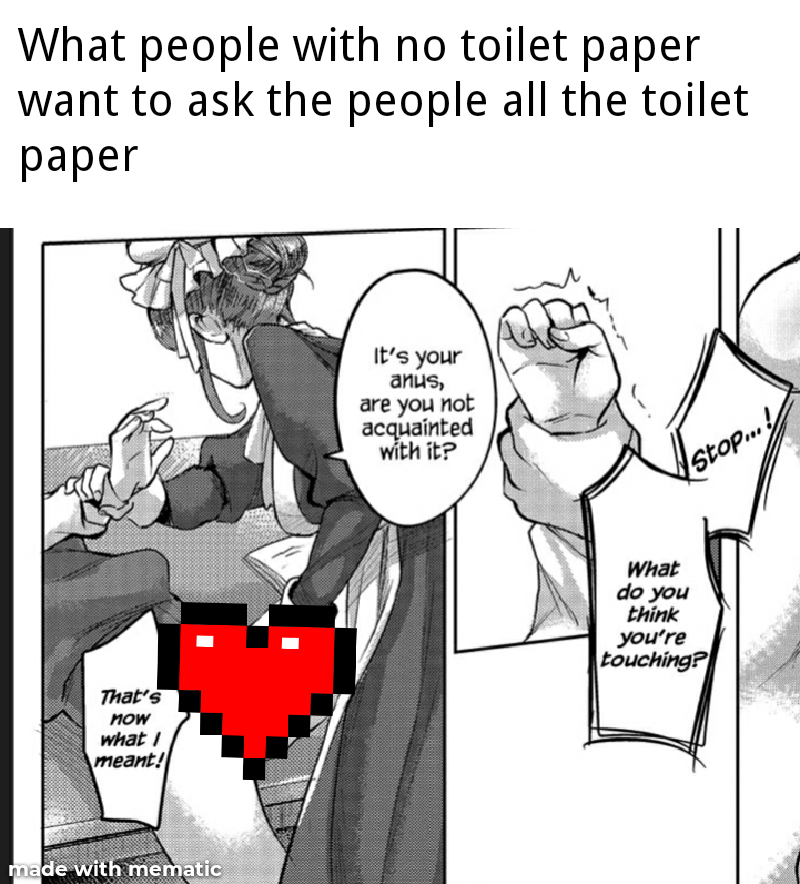 What people with no toilet paper
want to ask the people all the toilet
paper
It's your
anus,
are you not
acquainted
with it?
Stop...!
What
do you
think
you're
touching?
That's
now
what I
meant!
made with mematic